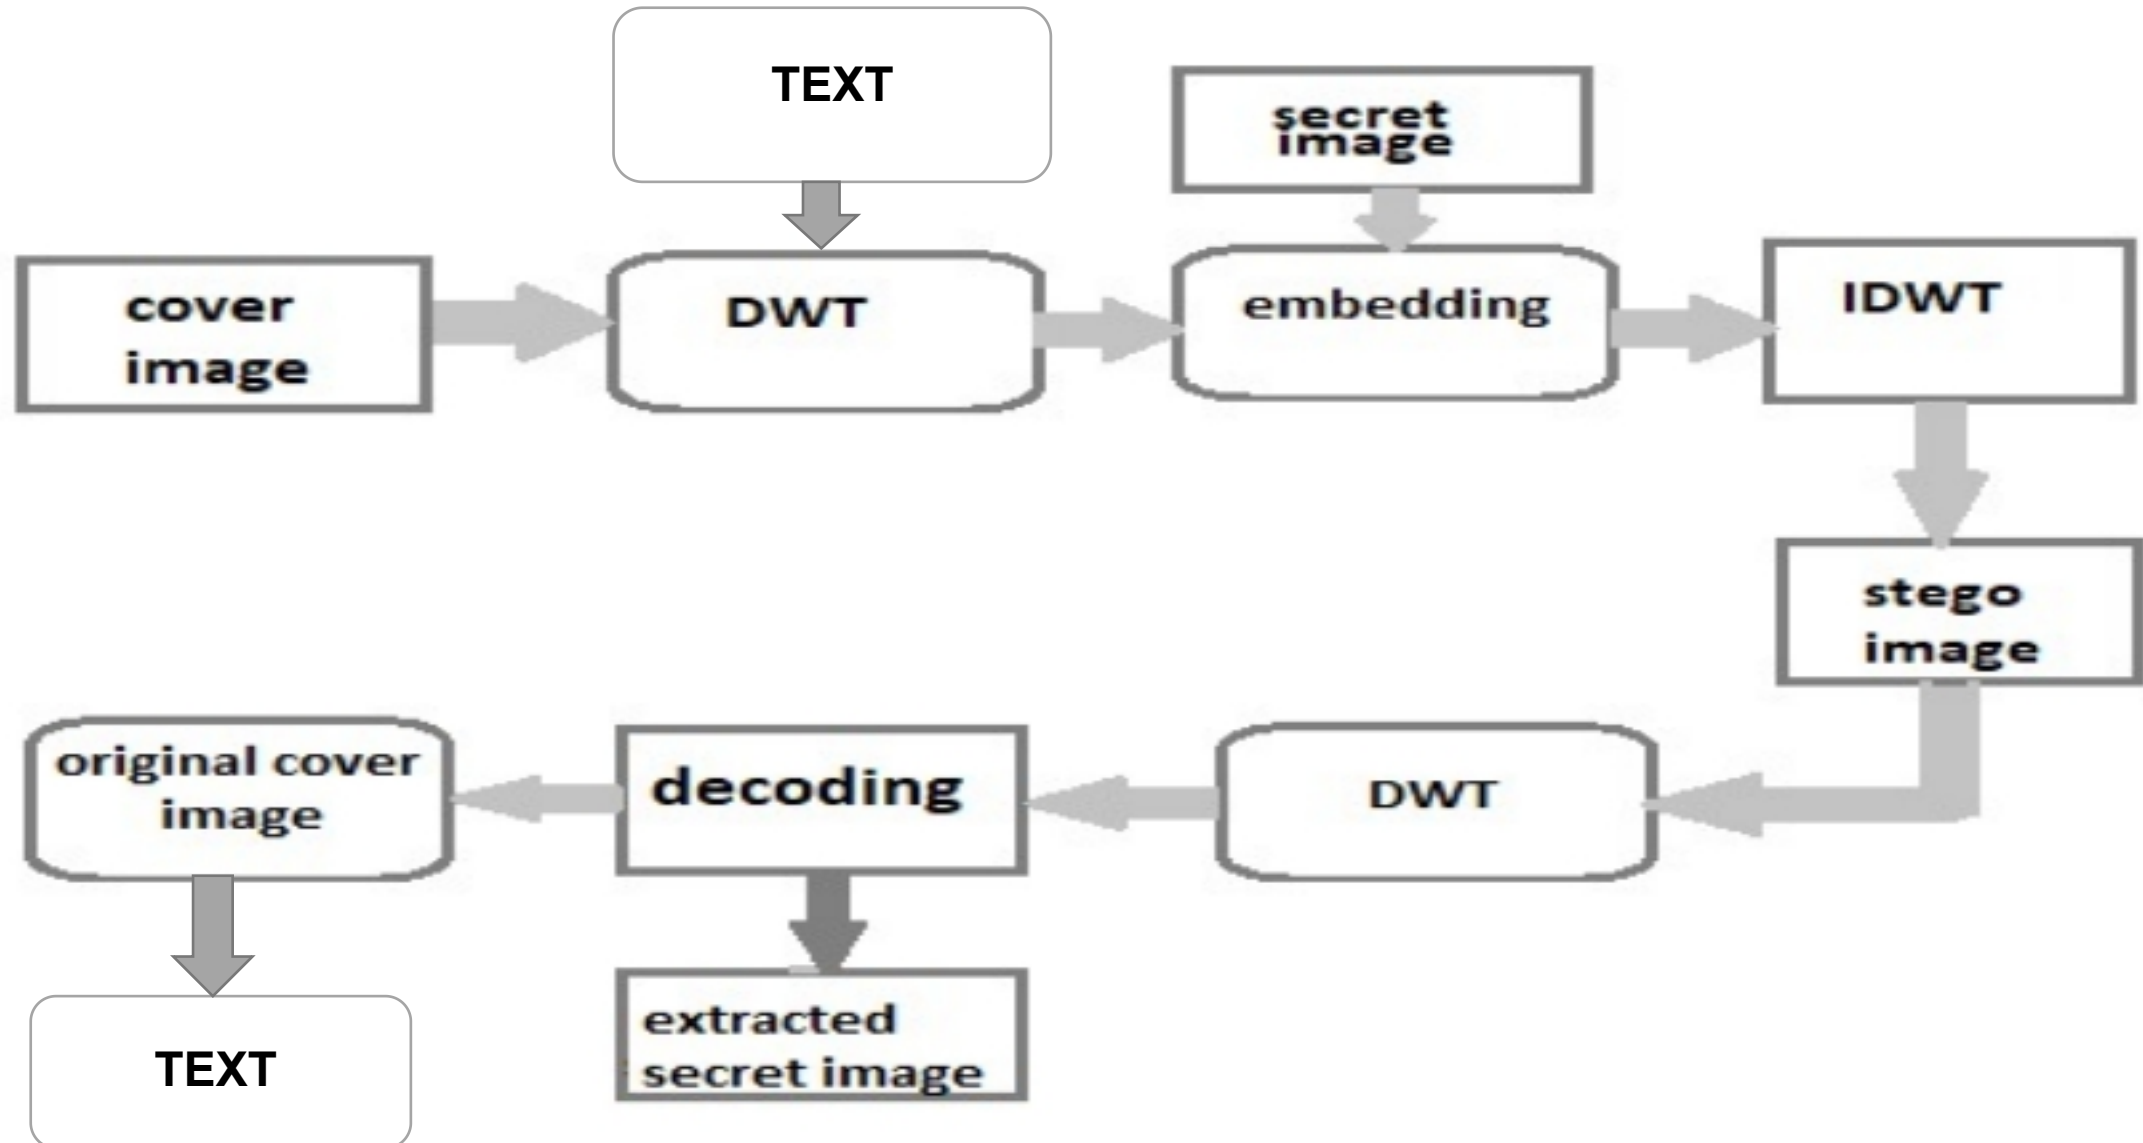 TEXT
secret
image
cover
image
DWT
embedding
IDWT
stego
image
original cover
image
decoding
DWT
extracted
secret image
TEXT